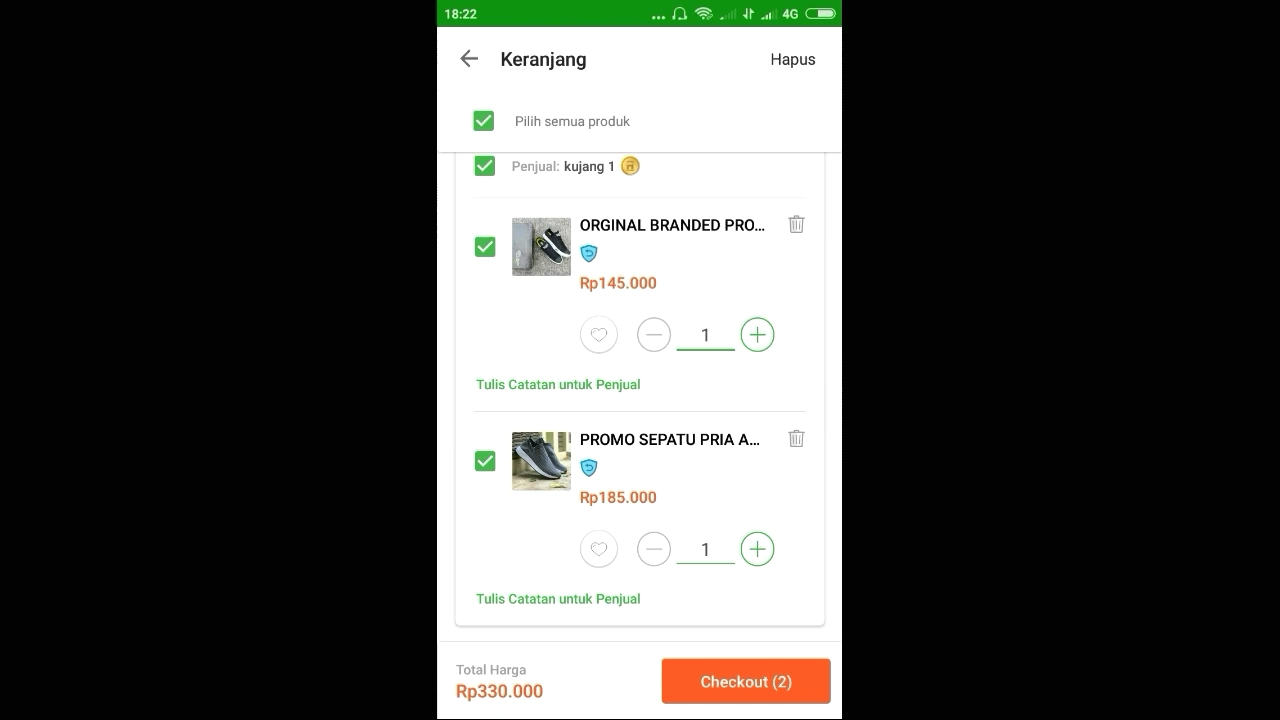 18:22
4G
Keranjang
Hapus
Pilih semua produk
Penjual: kujang 1
ORGINAL BRANDED PRO...
Rp145.000
1
Tulis Catatan untuk Penjual
PROMO SEPATU PRIA A...
Rp185.000
1
Tulis Catatan untuk Penjual
Total Harga
Rp330.000
Checkout (2)